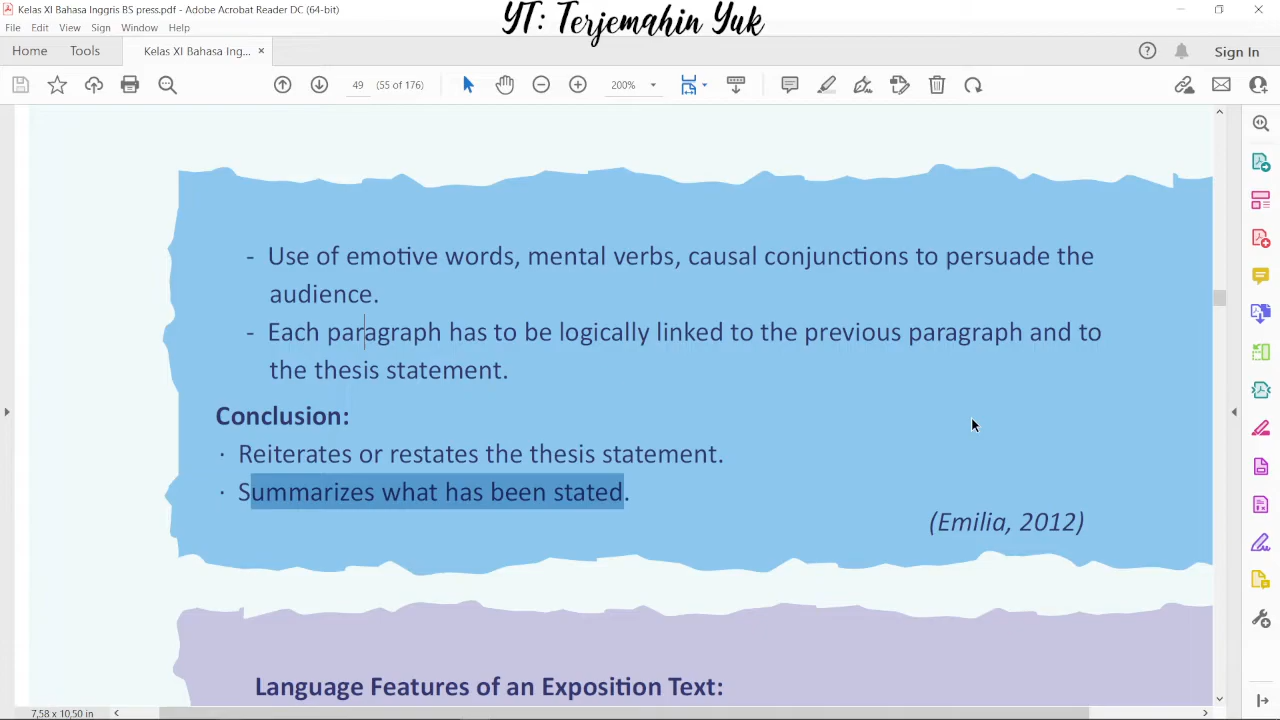 Kelas XI Bahasa Inggris BS press.pdf - Adobe Acrobat Reader DC (64-bit)
YT: Terjemahin Yuk
File Edit View Sign Window Help
Home Tools Kelas XI Bahasa Ing... × Sign In
49 (55 of 176) 200%
- Use of emotive words, mental verbs, causal conjunctions to persuade the
audience.
- Each paragraph has to be logically linked to the previous paragraph and to
the thesis statement.
Conclusion:
· Reiterates or restates the thesis statement.
· Summarizes what has been stated.
(Emilia, 2012)
Language Features of an Exposition Text:
7,58 x 10,50 in